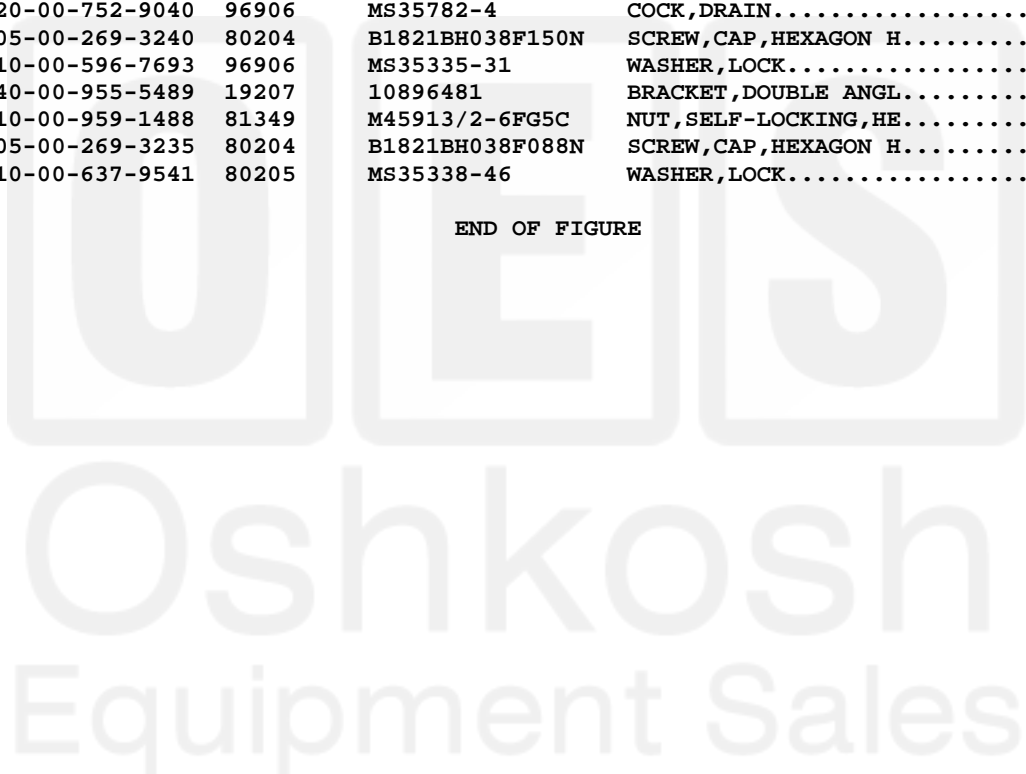 20-00-752-9040 96906 MS35782-4 COCK,DRAIN..................
05-00-269-3240 80204 B1821BH038F150N SCREW,CAP,HEXAGON H.........
10-00-596-7693 96906 MS35335-31 WASHER,LOCK.................
40-00-955-5489 19207 10896481 BRACKET,DOUBLE ANGL.........
10-00-959-1488 81349 M45913/2-6FG5C NUT,SELF-LOCKING,HE.........
05-00-269-3235 80204 B1821BH038F088N SCREW,CAP,HEXAGON H.........
10-00-637-9541 80205 MS35338-46 WASHER,LOCK.................
END OF FIGURE
OES
Oshkosh
Equipment Sales